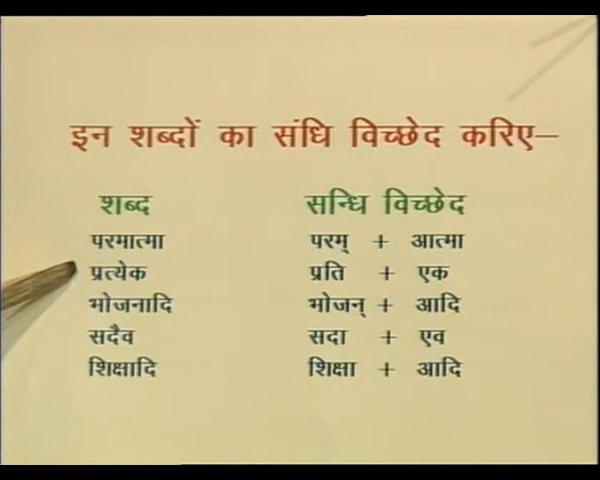 इन शब्दों का संधि विच्छेद करिए–
शब्द सन्धि विच्छेद
परमात्मा परम् + आत्मा
प्रत्येक प्रति + एक
भोजनादि भोजन् + आदि
सदैव सदा + एव
शिक्षादि शिक्षा + आदि